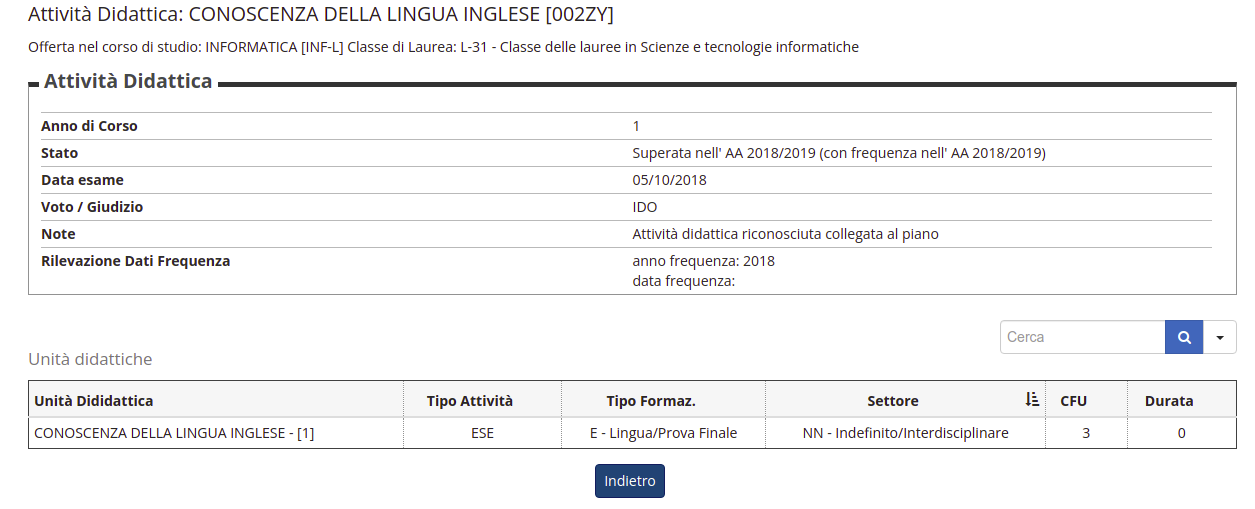 Attività Didattica: CONOSCENZA DELLA LINGUA INGLESE [002ZY]
Offerta nel corso di studio: INFORMATICA [INF-L] Classe di Laurea: L-31 - Classe delle lauree in Scienze e tecnologie informatiche
Attività Didattica
Anno di Corso 1
Stato Superata nell' AA 2018/2019 (con frequenza nell' AA 2018/2019)
Data esame 05/10/2018
Voto / Giudizio IDO
Note Attività didattica riconosciuta collegata al piano
Rilevazione Dati Frequenza anno frequenza: 2018
data frequenza:
Cerca
Unità didattiche
Unità Dididattica Tipo Attività Tipo Formaz. Settore CFU Durata
CONOSCENZA DELLA LINGUA INGLESE - [1] ESE E - Lingua/Prova Finale NN - Indefinito/Interdisciplinare 3 0
Indietro